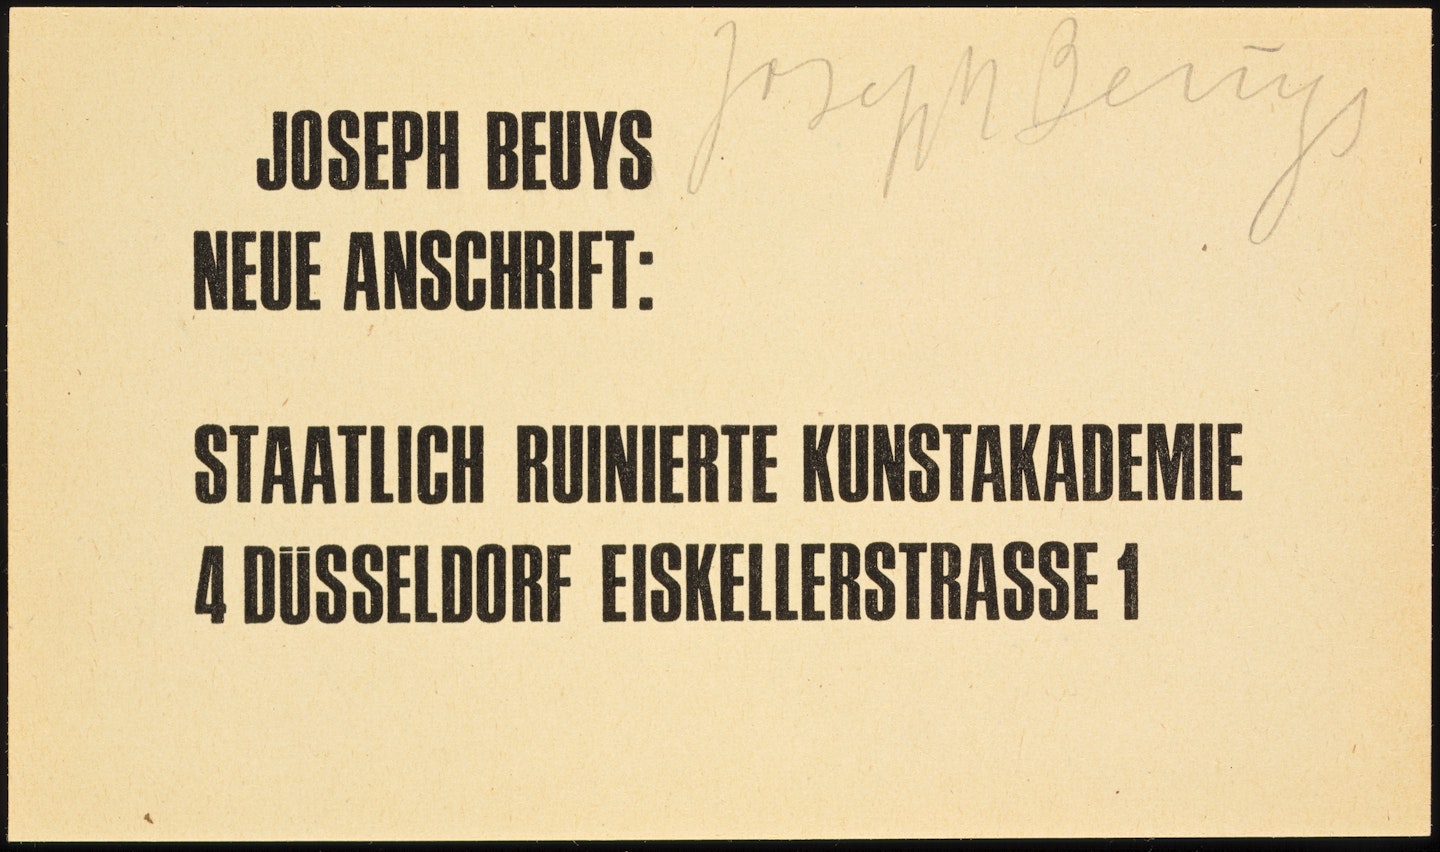 Joseph Beuys
JOSEPH BEUYS
NEUE ANSCHRIFT:
STAATLICH RUINIERTE KUNSTAKADEMIE
4 DÜSSELDORF EISKELLERSTRASSE 1